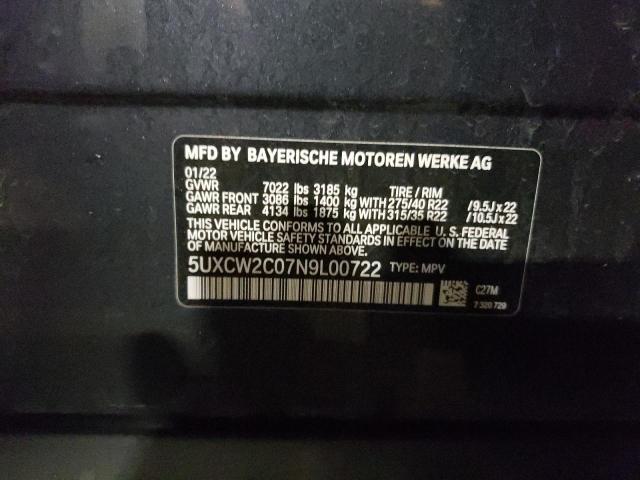 MFD BY BAYERISCHE MOTOREN WERKE AG
01/22
GVWR 7022 lbs 3185 kg TIRE / RIM
GAWR FRONT 3086 lbs 1400 kg WITH 275/40 R22 /9.5J x 22
GAWR REAR 4134 lbs 1875 kg WITH 315/35 R22 /10.5J x 22
THIS VEHICLE CONFORMS TO ALL APPLICABLE U.S. FEDERAL
MOTOR VEHICLE SAFETY STANDARDS IN EFFECT ON THE DATE
OF MANUFACTURE SHOWN ABOVE.
5UXCW2C07N9L00722 TYPE: MPV
C27M
7 320 729